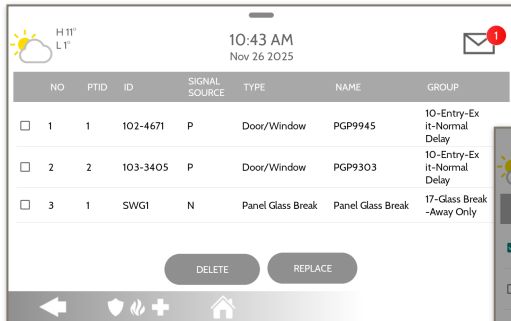 H 11°
L 1°
10:43 AM
Nov 26 2025
1
NO PTID ID SIGNAL SOURCE TYPE NAME GROUP
1 1 102-4671 P Door/Window PGP9945 10-Entry-Ex
it-Normal
Delay
2 2 103-3405 P Door/Window PGP9303 10-Entry-Ex
it-Normal
Delay
3 1 SWG1 N Panel Glass Break Panel Glass Break 17-Glass Break
-Away Only
DELETE REPLACE